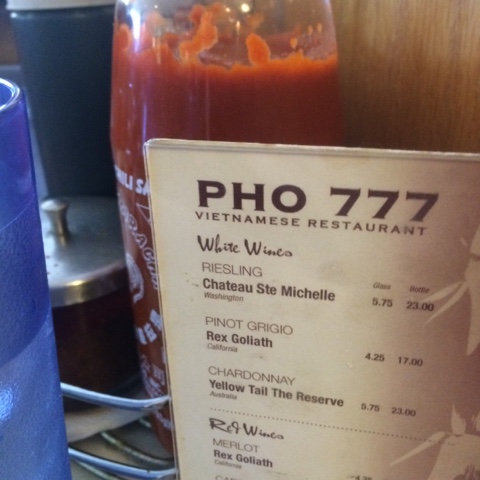 PHO 777
VIETNAMESE RESTAURANT
White Wines
Glass Bottle
RIESLING
Chateau Ste Michelle 5.75 23.00
Washington
PINOT GRIGIO
Rex Goliath 4.25 17.00
California
CHARDONNAY
Yellow Tail The Reserve 5.75 23.00
Australia
Red Wines
MERLOT
Rex Goliath
California